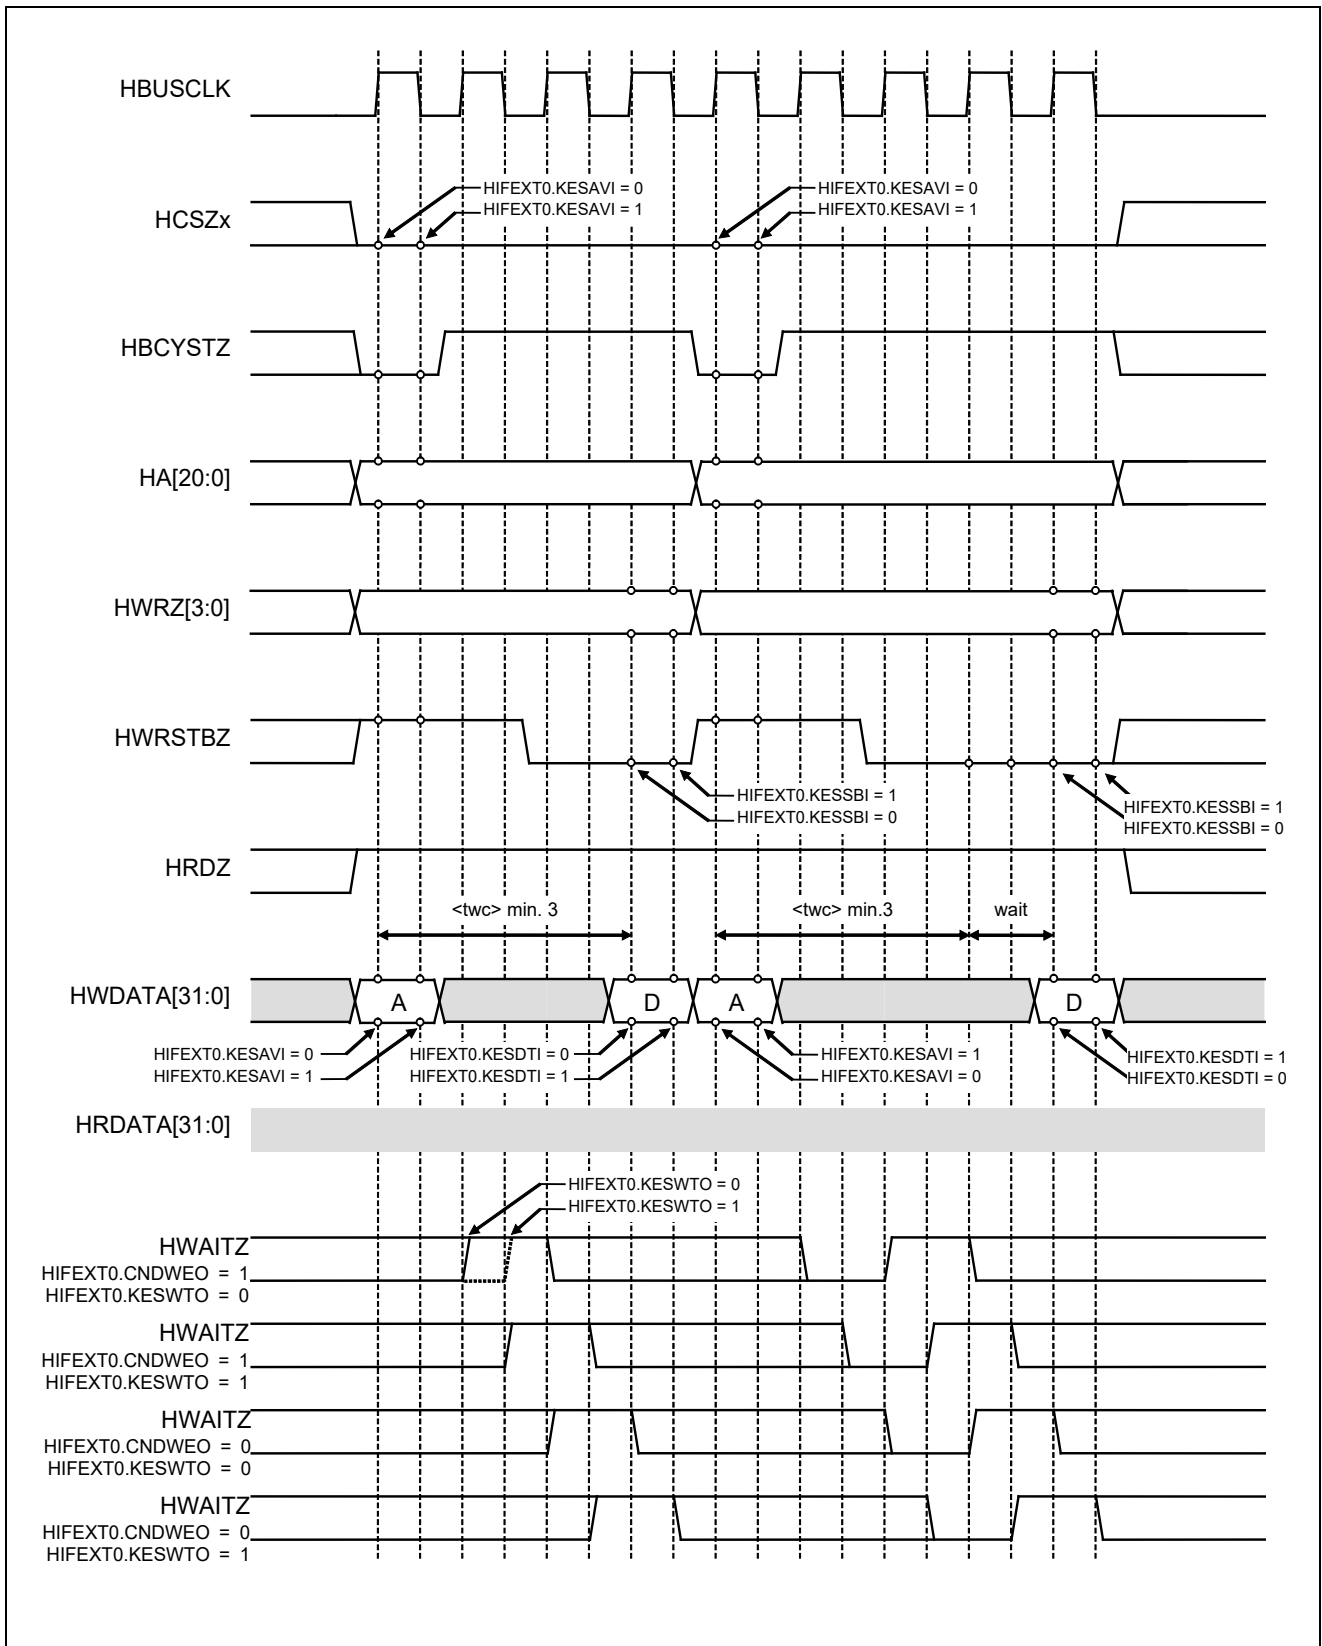 HBUSCLK
HIFEXT0.KESAVI = 0
HIFEXT0.KESAVI = 0
HIFEXT0.KESAVI = 1
HIFEXT0.KESAVI = 1
HCSZx
HBCYSTZ
HA[20:0]
HWRZ[3:0]
HWRSTBZ
HIFEXT0.KESSBI = 1
HIFEXT0.KESSBI = 0
HIFEXT0.KESSBI = 1
HIFEXT0.KESSBI = 0
HRDZ
<twc> min. 3
<twc> min.3
wait
HWDATA[31:0]
A
D
A
D
HIFEXT0.KESAVI = 0
HIFEXT0.KESAVI = 1
HIFEXT0.KESDTI = 0
HIFEXT0.KESDTI = 1
HIFEXT0.KESAVI = 1
HIFEXT0.KESAVI = 0
HIFEXT0.KESDTI = 1
HIFEXT0.KESDTI = 0
HRDATA[31:0]
HIFEXT0.KESWTO = 0
HIFEXT0.KESWTO = 1
HWAITZ
HIFEXT0.CNDWEO = 1
HIFEXT0.KESWTO = 0
HWAITZ
HIFEXT0.CNDWEO = 1
HIFEXT0.KESWTO = 1
HWAITZ
HIFEXT0.CNDWEO = 0
HIFEXT0.KESWTO = 0
HWAITZ
HIFEXT0.CNDWEO = 0
HIFEXT0.KESWTO = 1